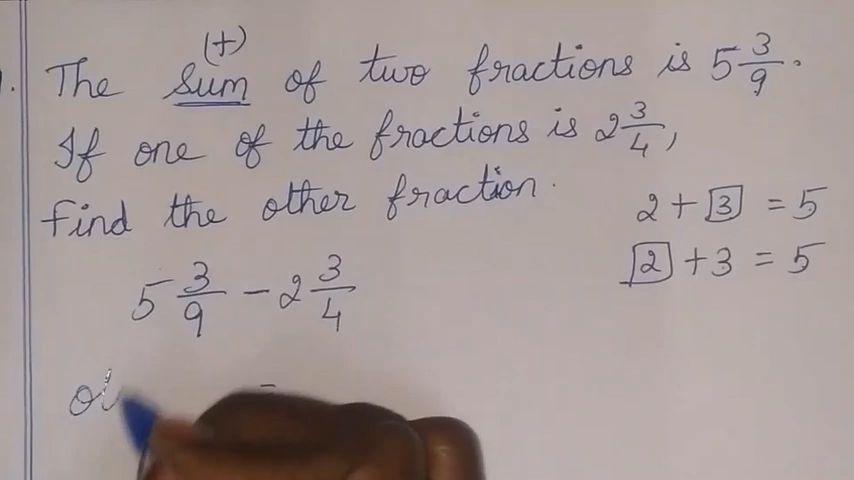 (+)
The Sum of two fractions is 5 3/9.
If one of the fractions is 2 3/4,
find the other fraction.
2 + 3 = 5
2 + 3 = 5
5 3/9 - 2 3/4